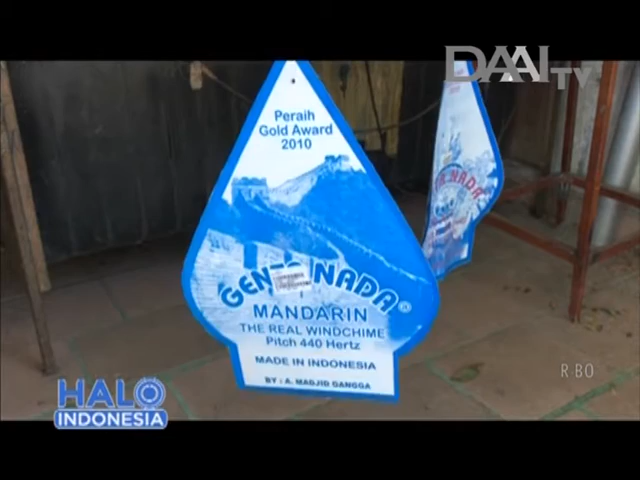 DAAI TV
Peraih
Gold Award
2010
NADA
GENTA NADA ®
MANDARIN
THE REAL WINDCHIME
Pitch 440 Hertz
MADE IN INDONESIA
BY : A. MADJID GANGGA
R BO
HALO
INDONESIA